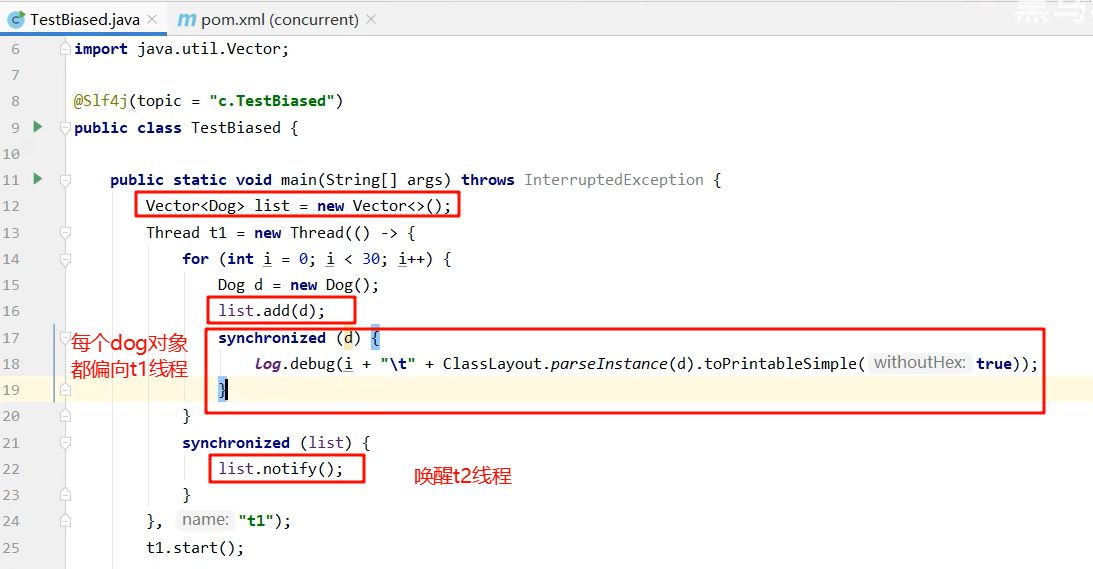 TestBiased.java
pom.xml (concurrent)
黑马
6 import java.util.Vector;
7
8 @Slf4j(topic = "c.TestBiased")
9 public class TestBiased {
10
11 public static void main(String[] args) throws InterruptedException {
12 Vector<Dog> list = new Vector<>();
13 Thread t1 = new Thread(() -> {
14 for (int i = 0; i < 30; i++) {
15 Dog d = new Dog();
16 list.add(d);
17 synchronized (d) {
每个dog对象
都偏向t1线程
18 log.debug(i + "\t" + ClassLayout.parseInstance(d).toPrintableSimple( withoutHex: true));
19 }
20 }
21 synchronized (list) {
22 list.notify();
唤醒t2线程
23 }
24 }, name: "t1");
25 t1.start();